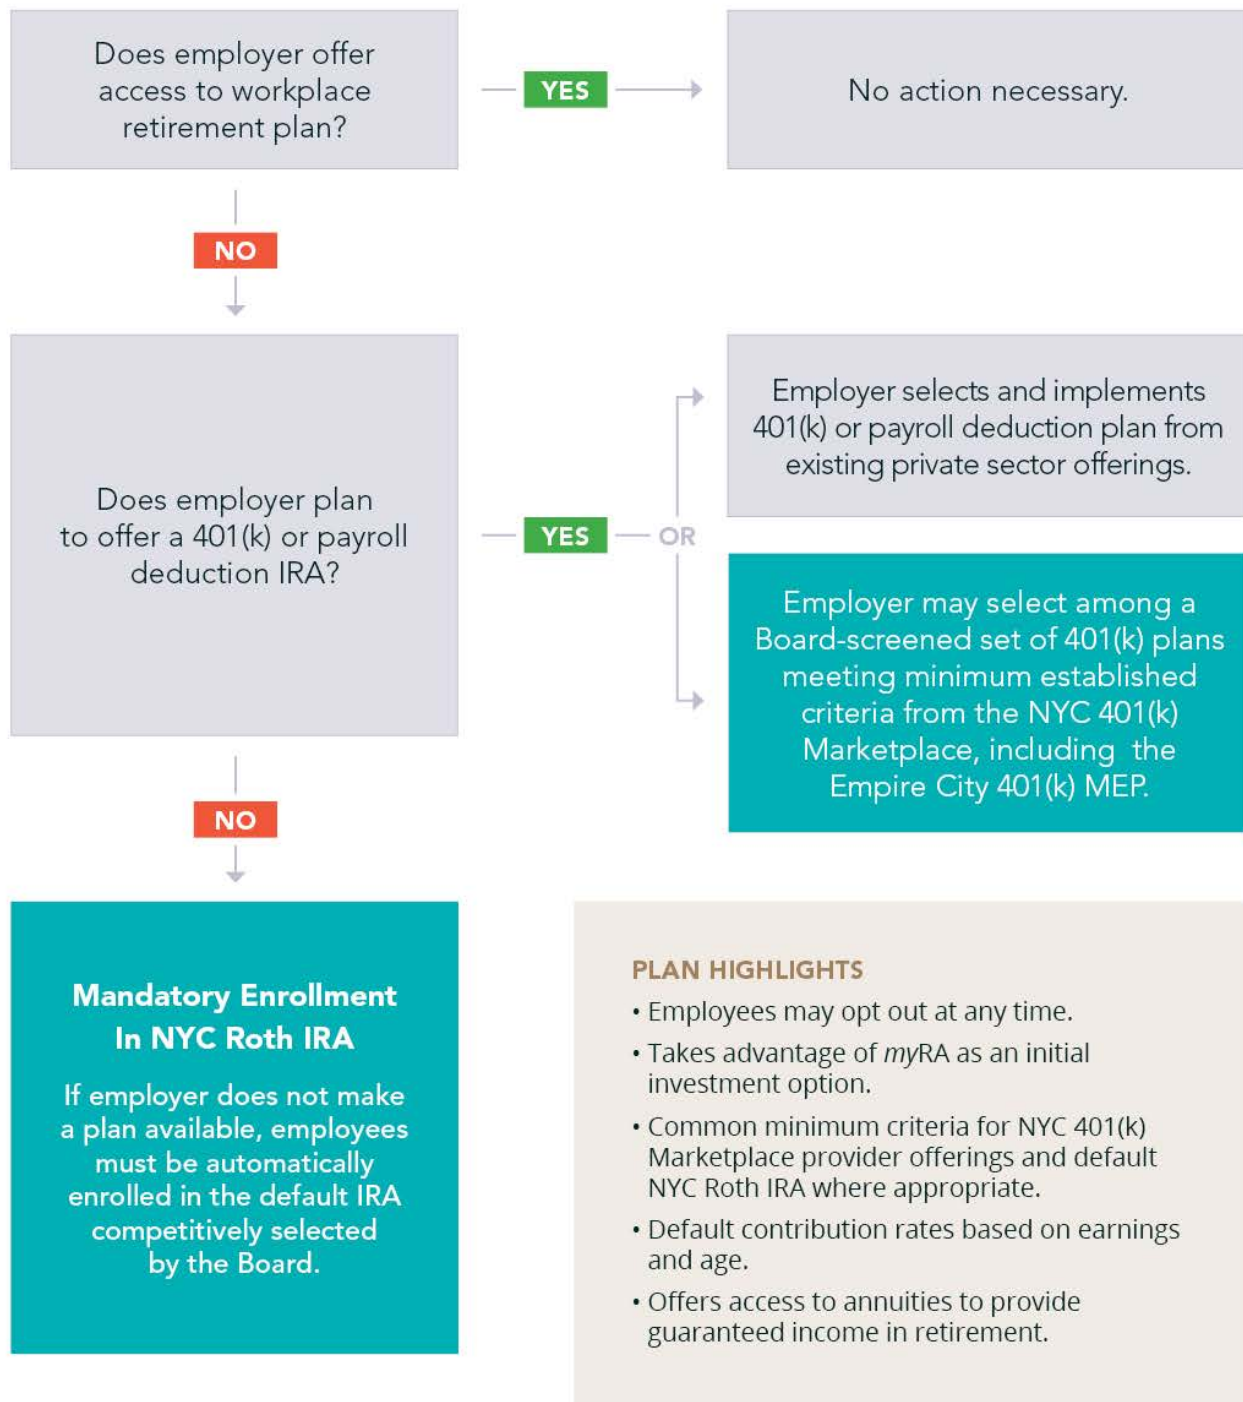 Does employer offer
access to workplace
retirement plan?
YES
No action necessary.
NO
Does employer plan
to offer a 401(k) or payroll
deduction IRA?
YES
OR
Employer selects and implements
401(k) or payroll deduction plan from
existing private sector offerings.
Employer may select among a
Board-screened set of 401(k) plans
meeting minimum established
criteria from the NYC 401(k)
Marketplace, including the
Empire City 401(k) MEP.
NO
Mandatory Enrollment
In NYC Roth IRA
If employer does not make
a plan available, employees
must be automatically
enrolled in the default IRA
competitively selected
by the Board.
PLAN HIGHLIGHTS
• Employees may opt out at any time.
• Takes advantage of myRA as an initial
investment option.
• Common minimum criteria for NYC 401(k)
Marketplace provider offerings and default
NYC Roth IRA where appropriate.
• Default contribution rates based on earnings
and age.
• Offers access to annuities to provide
guaranteed income in retirement.